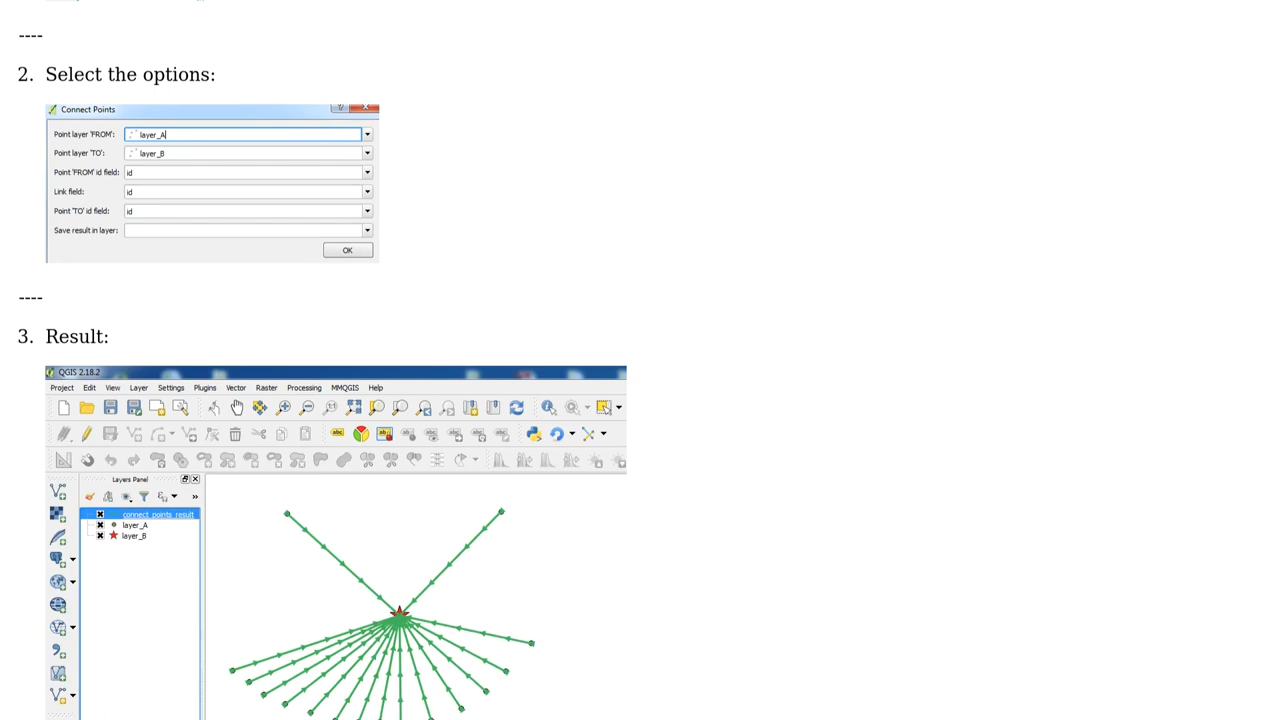 ----
2. Select the options:
Connect Points
Point layer 'FROM': layer_A
Point layer 'TO': layer_B
Point 'FROM' id field: id
Link field: id
Point 'TO' id field: id
Save result in layer:
OK
----
3. Result:
QGIS 2.18.2
Project Edit View Layer Settings Plugins Vector Raster Processing MMQGIS Help
Layers Panel
connect_points_result
layer_A
layer_B